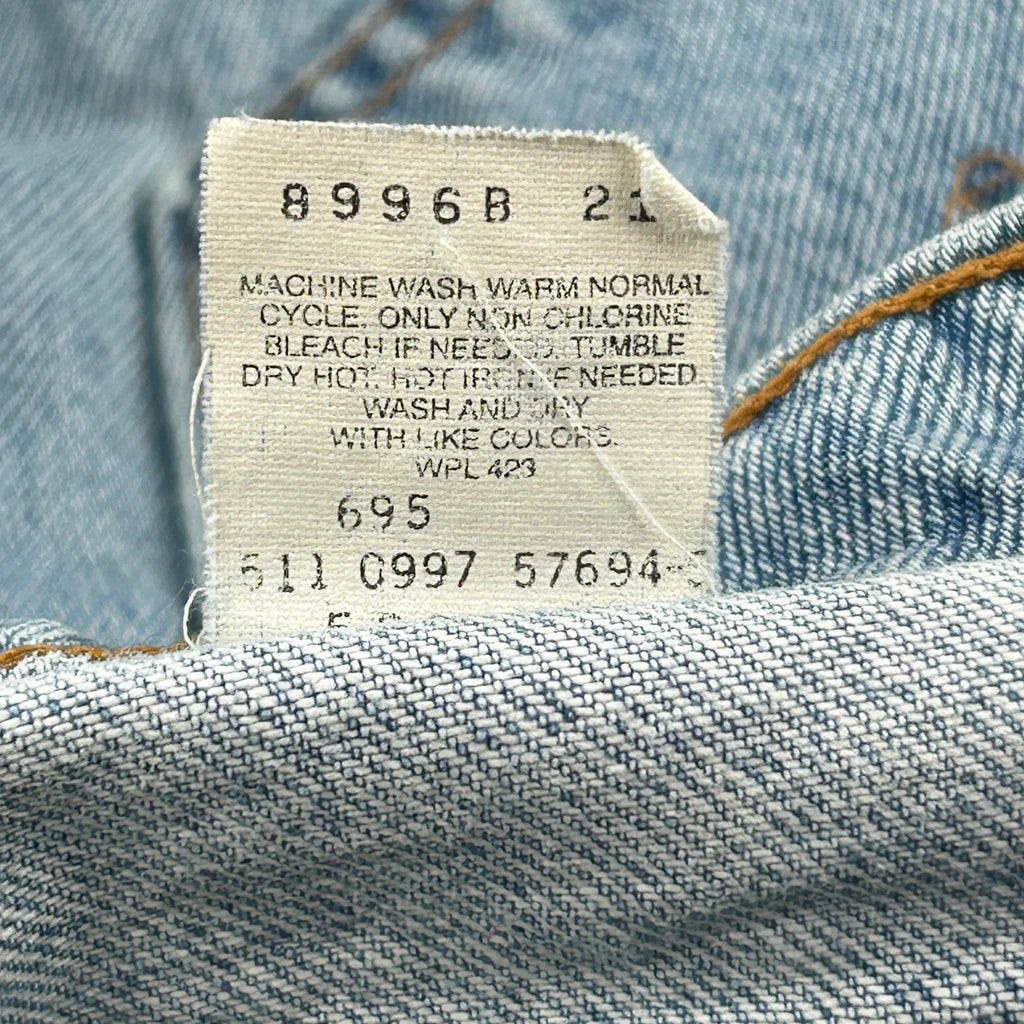 8996B 21
MACHINE WASH WARM NORMAL
CYCLE. ONLY NON CHLORINE
BLEACH IF NEEDED. TUMBLE
DRY HOT. HOT IRON IF NEEDED
WASH AND DRY
WITH LIKE COLORS.
WPL 423
695
511 0997 57694-